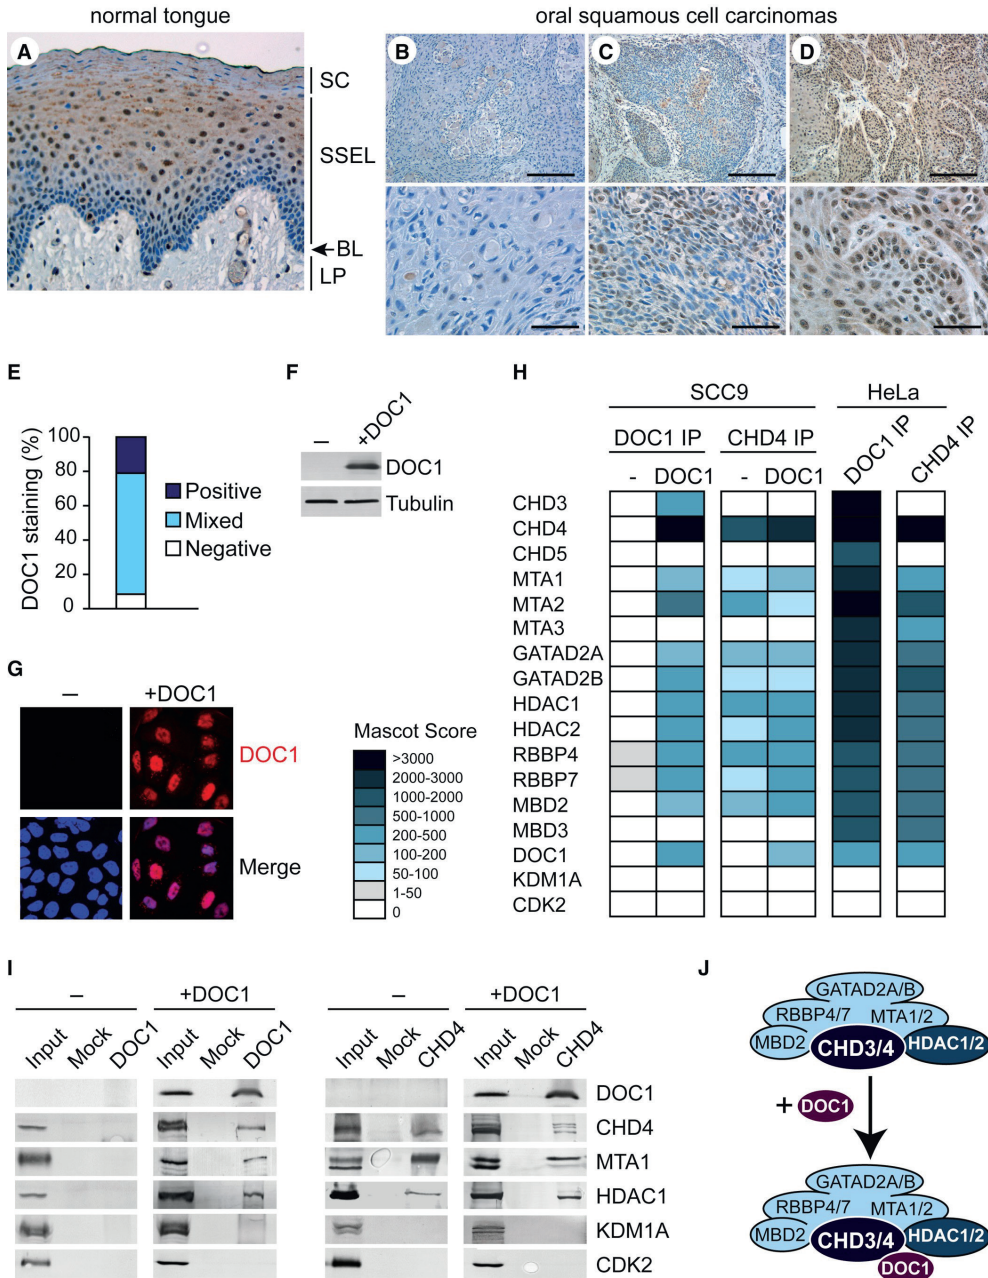 normal tongue
oral squamous cell carcinomas
A
SC
SSEL
BL
LP
B
C
D
E
DOC1 staining (%)
100
80
60
40
20
0
Positive
Mixed
Negative
F
–
+DOC1
DOC1
Tubulin
G
–
+DOC1
DOC1
Merge
Mascot Score
>3000
2000-3000
1000-2000
500-1000
200-500
100-200
50-100
1-50
0
H
SCC9
HeLa
DOC1 IP
CHD4 IP
DOC1 IP
CHD4 IP
- DOC1 - DOC1
CHD3
CHD4
CHD5
MTA1
MTA2
MTA3
GATAD2A
GATAD2B
HDAC1
HDAC2
RBBP4
RBBP7
MBD2
MBD3
DOC1
KDM1A
CDK2
I
– +DOC1 – +DOC1
Input Mock DOC1 Input Mock DOC1 Input Mock CHD4 Input Mock CHD4
DOC1
CHD4
MTA1
HDAC1
KDM1A
CDK2
J
GATAD2A/B
RBBP4/7 MTA1/2
MBD2 CHD3/4 HDAC1/2
+ DOC1
GATAD2A/B
RBBP4/7 MTA1/2
MBD2 CHD3/4 HDAC1/2
DOC1